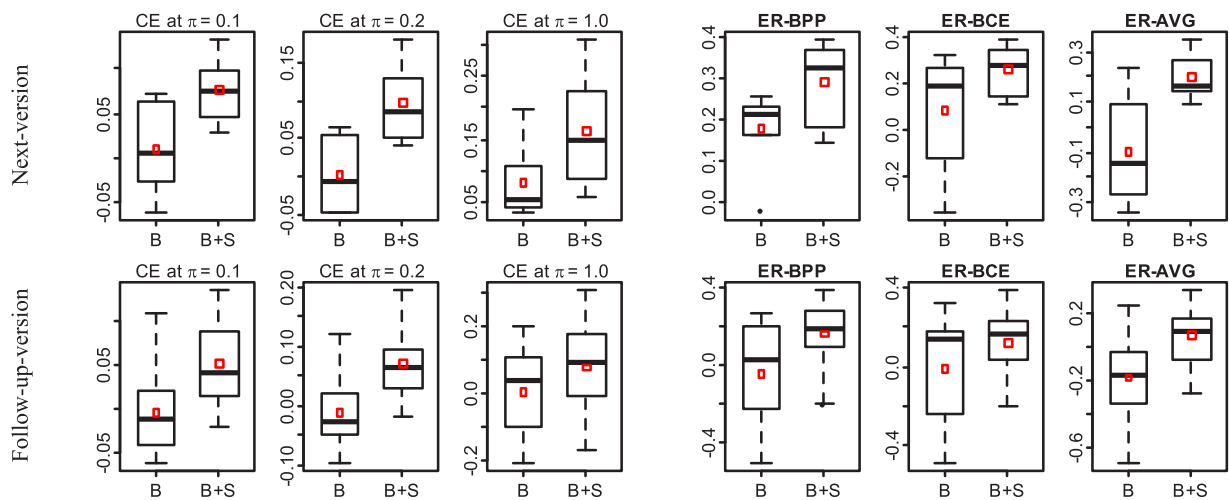 CE at π = 0.1
CE at π = 0.2
CE at π = 1.0
ER-BPP
ER-BCE
ER-AVG
Next-version
0.05
-0.05
0.15
0.05
-0.05
0.25
0.15
0.05
0.4
0.3
0.2
0.1
0.0
0.4
0.2
0.0
-0.2
0.3
0.1
-0.1
-0.3
B B+S
B B+S
B B+S
B B+S
B B+S
B B+S
CE at π = 0.1
CE at π = 0.2
CE at π = 1.0
ER-BPP
ER-BCE
ER-AVG
Follow-up-version
0.05
-0.05
0.20
0.10
0.00
-0.10
0.2
0.0
-0.2
0.4
0.0
-0.4
0.4
0.0
-0.4
0.2
-0.2
-0.6
B B+S
B B+S
B B+S
B B+S
B B+S
B B+S